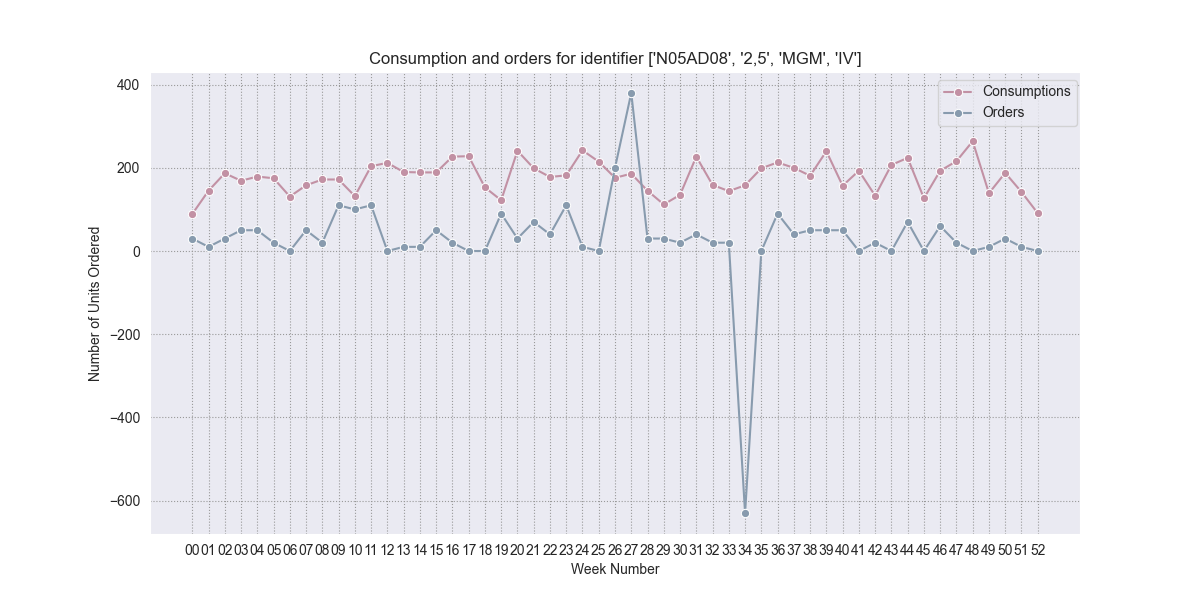 Consumption and orders for identifier ['N05AD08', '2,5', 'MGM', 'IV']
Consumptions
Orders
Number of Units Ordered
400
200
0
−200
−400
−600
00 01 02 03 04 05 06 07 08 09 10 11 12 13 14 15 16 17 18 19 20 21 22 23 24 25 26 27 28 29 30 31 32 33 34 35 36 37 38 39 40 41 42 43 44 45 46 47 48 49 50 51 52
Week Number